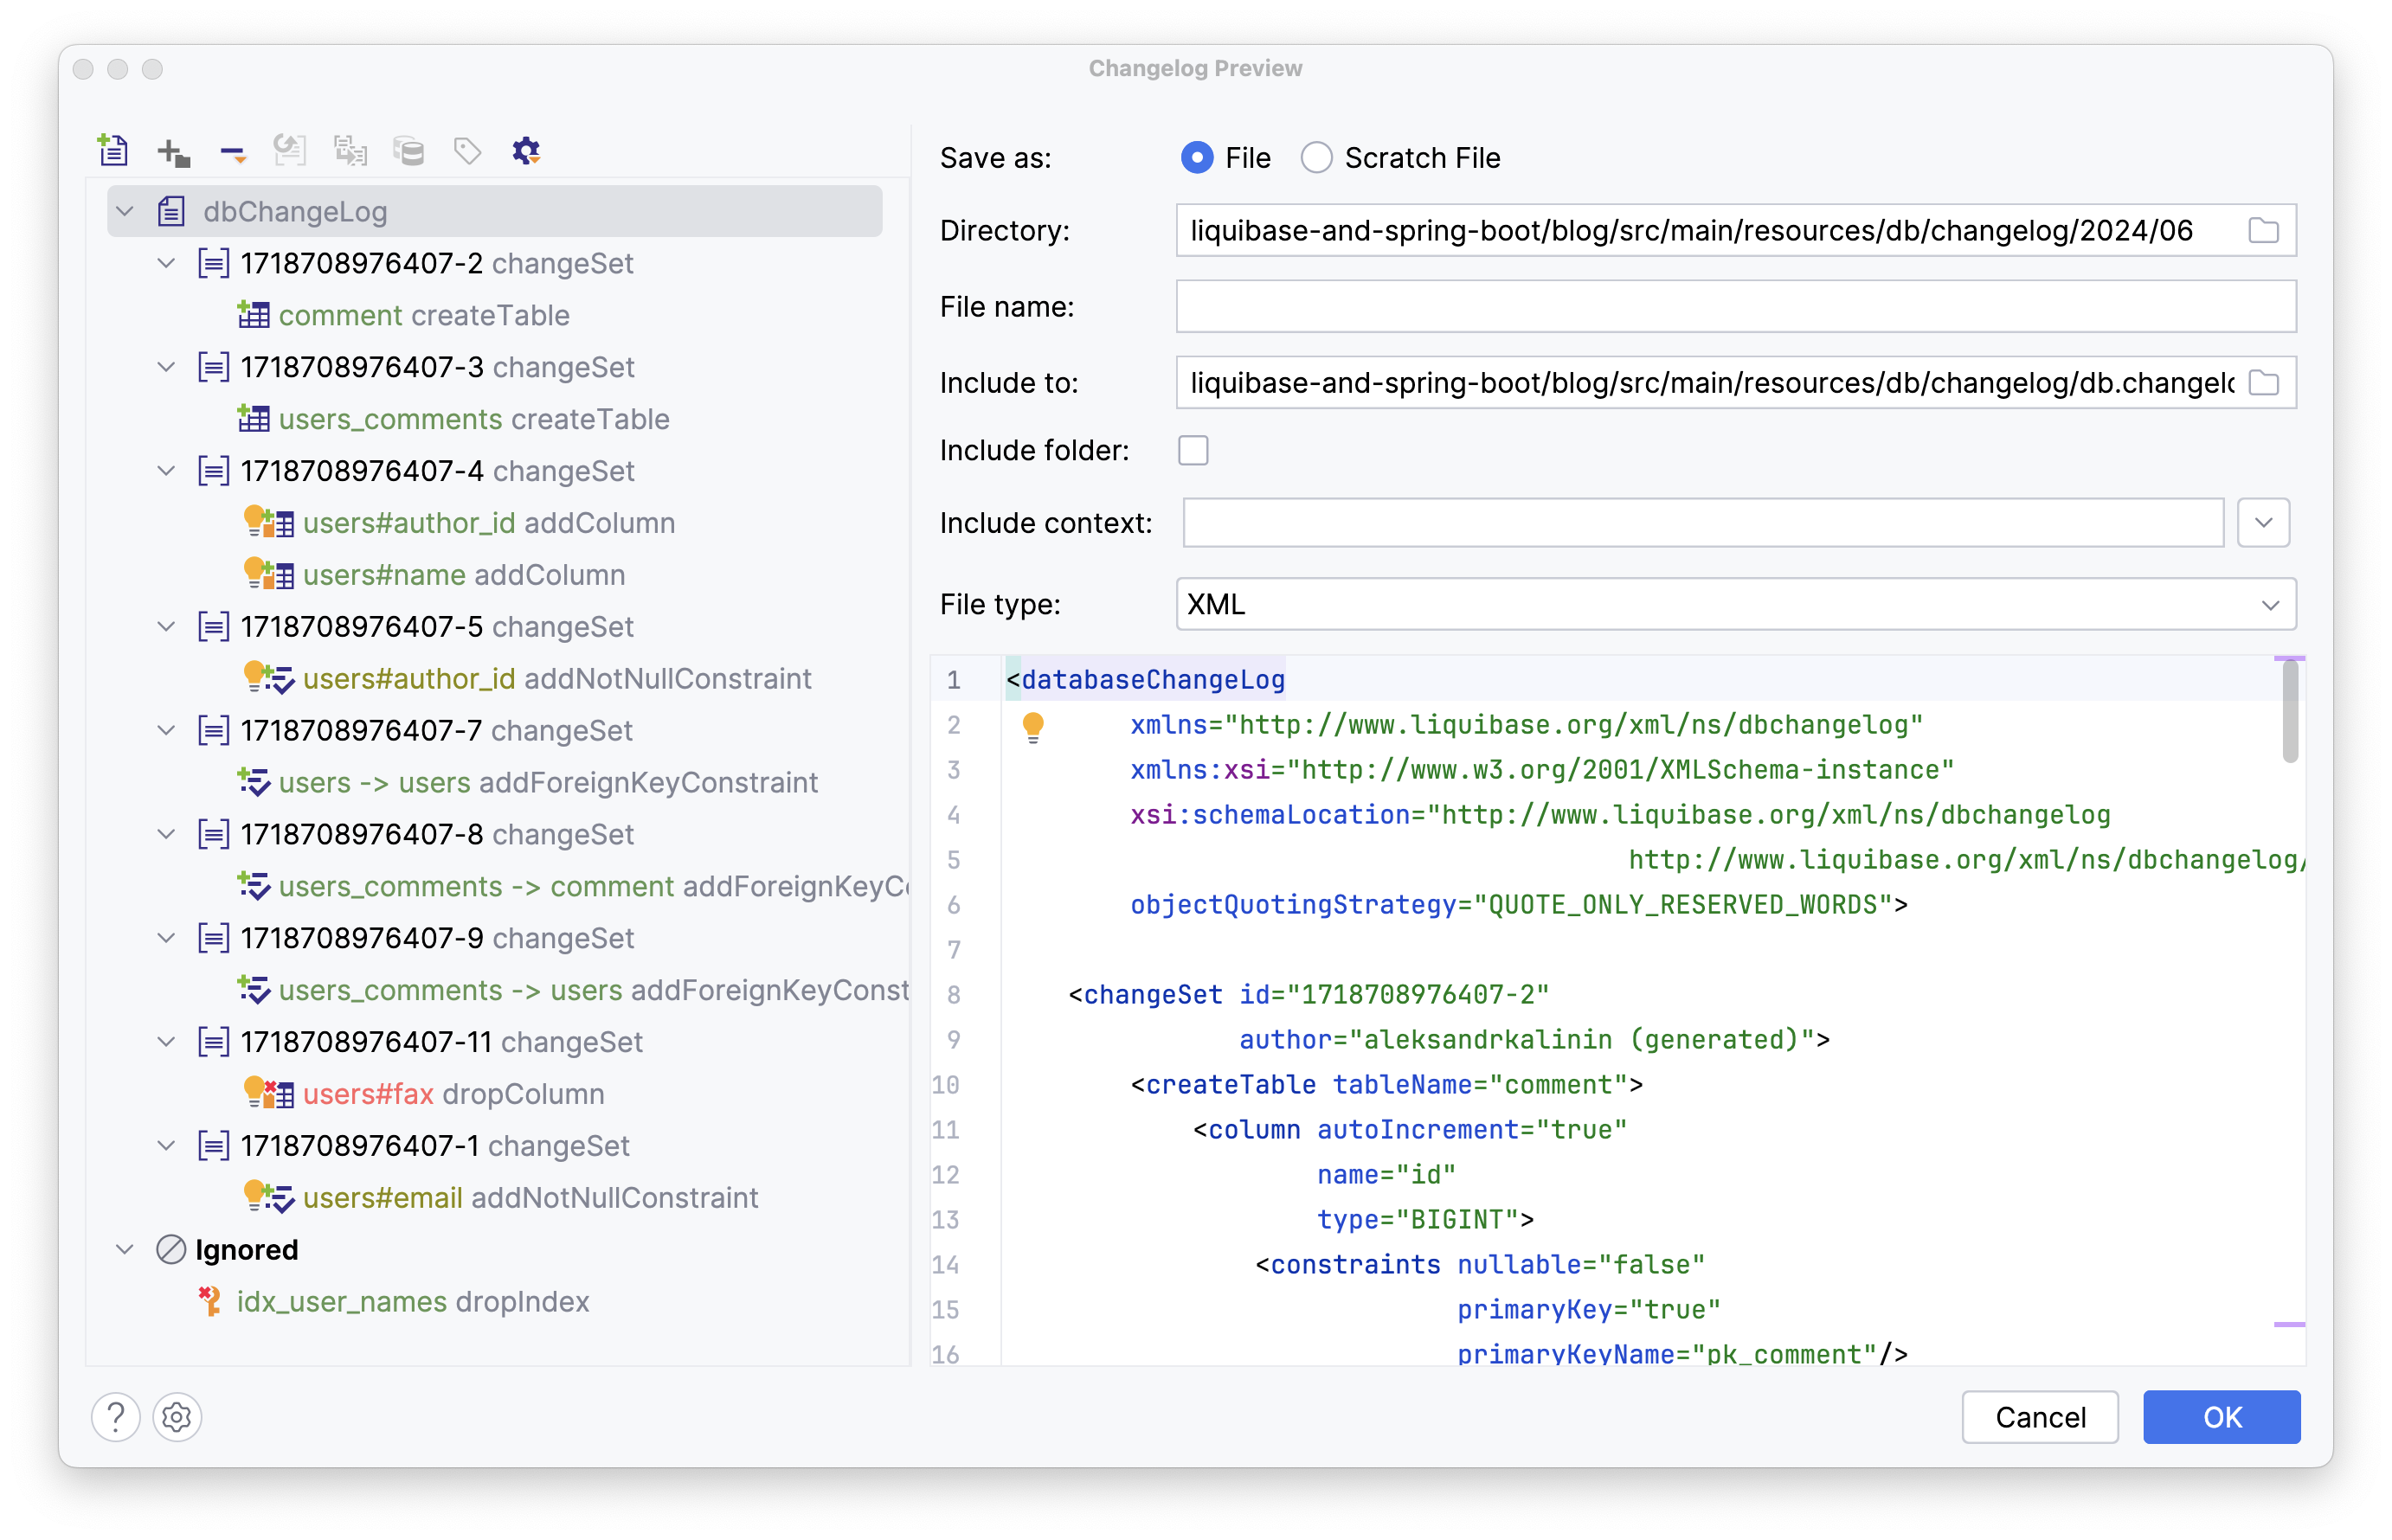 Changelog Preview
dbChangeLog
1718708976407-2 changeSet
comment createTable
1718708976407-3 changeSet
users_comments createTable
1718708976407-4 changeSet
users#author_id addColumn
users#name addColumn
1718708976407-5 changeSet
users#author_id addNotNullConstraint
1718708976407-7 changeSet
users -> users addForeignKeyConstraint
1718708976407-8 changeSet
users_comments -> comment addForeignKeyCo
1718708976407-9 changeSet
users_comments -> users addForeignKeyConst
1718708976407-11 changeSet
users#fax dropColumn
1718708976407-1 changeSet
users#email addNotNullConstraint
Ignored
idx_user_names dropIndex
Save as: File Scratch File
Directory: liquibase-and-spring-boot/blog/src/main/resources/db/changelog/2024/06
File name:
Include to: liquibase-and-spring-boot/blog/src/main/resources/db/changelog/db.changelo
Include folder:
Include context:
File type: XML
1 <databaseChangeLog
2 xmlns="http://www.liquibase.org/xml/ns/dbchangelog"
3 xmlns:xsi="http://www.w3.org/2001/XMLSchema-instance"
4 xsi:schemaLocation="http://www.liquibase.org/xml/ns/dbchangelog
5 http://www.liquibase.org/xml/ns/dbchangelog/
6 objectQuotingStrategy="QUOTE_ONLY_RESERVED_WORDS">
7
8 <changeSet id="1718708976407-2"
9 author="aleksandrkalinin (generated)">
10 <createTable tableName="comment">
11 <column autoIncrement="true"
12 name="id"
13 type="BIGINT">
14 <constraints nullable="false"
15 primaryKey="true"
16 primaryKeyName="pk_comment"/>
? Cancel OK